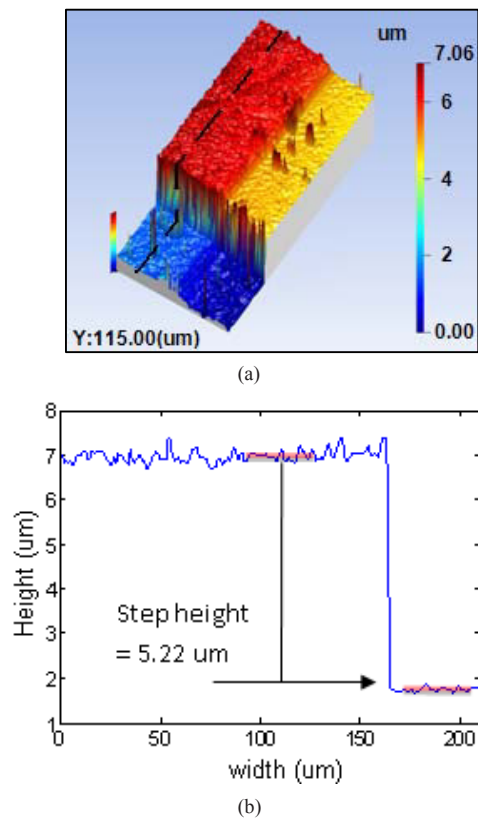 um
7.06
6
4
2
0.00
Y:115.00(um)
(a)
8
7
6
5
4
3
2
1
Height (um)
Step height
= 5.22 um
0
50
100
150
200
width (um)
(b)